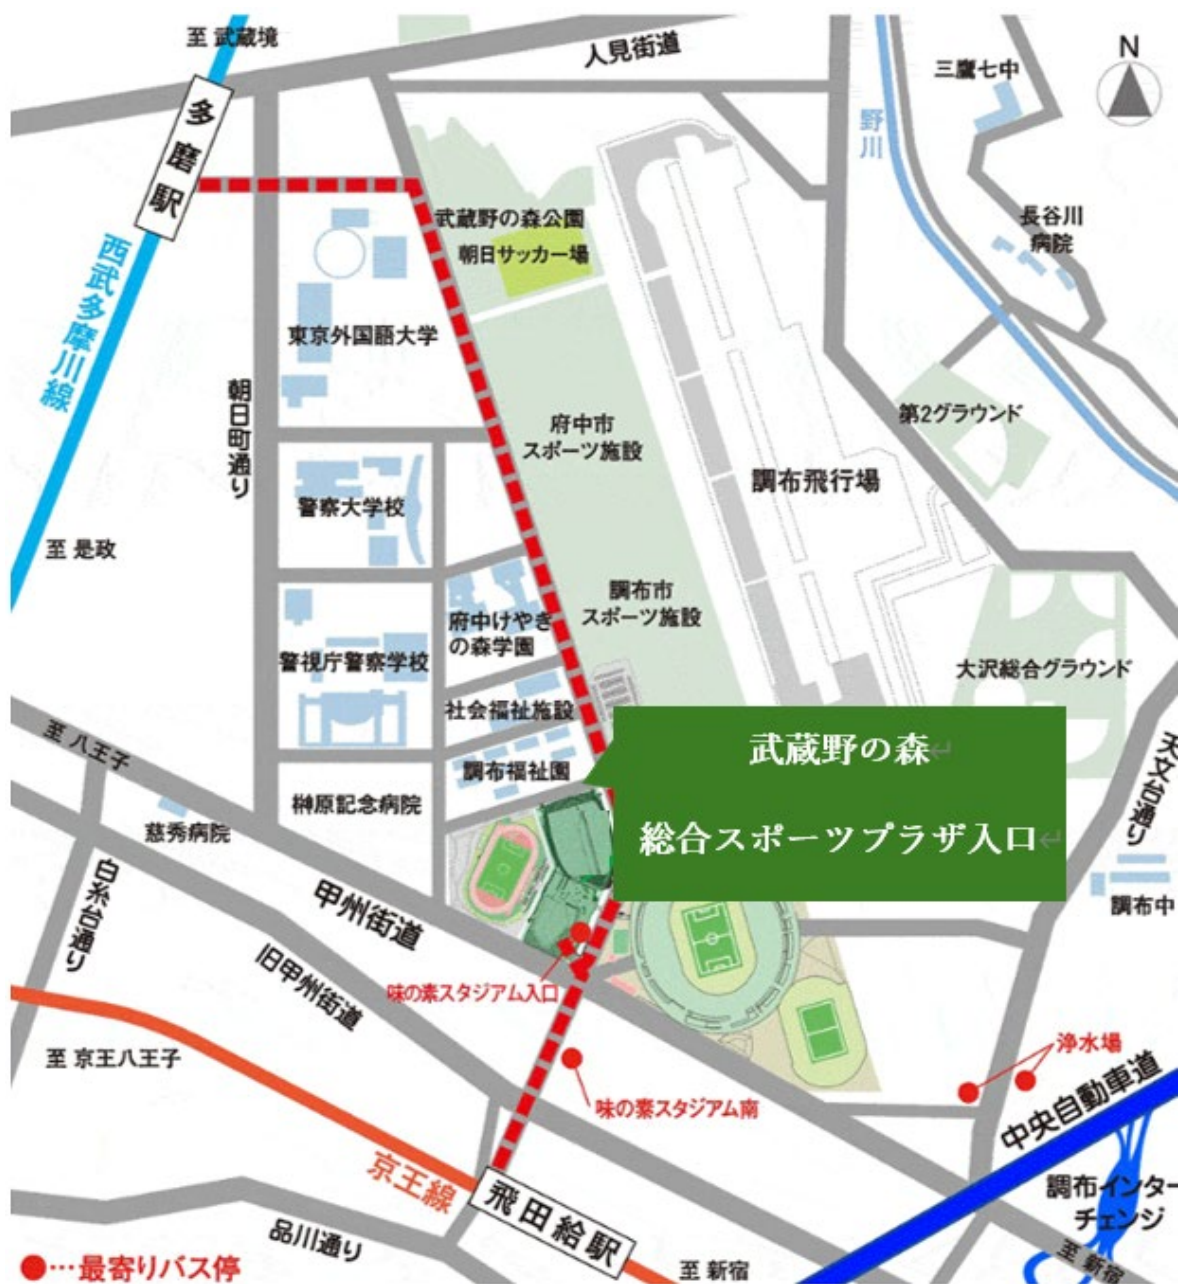 至 武蔵境
人見街道
三鷹七中
N
多磨駅
野川
武蔵野の森公園
朝日サッカー場
長谷川
病院
西武多摩川線
東京外国語大学
朝日町通り
府中市
スポーツ施設
第2グラウンド
警察大学校
調布飛行場
至 是政
調布市
スポーツ施設
府中けやき
の森学園
警視庁警察学校
大沢総合グラウンド
社会福祉施設
至 八王子
武蔵野の森
天文台通り
調布福祉園
榊原記念病院
慈秀病院
総合スポーツプラザ入口
白糸台通り
甲州街道
調布中
旧甲州街道
味の素スタジアム入口
至 京王八王子
浄水場
味の素スタジアム南
中央自動車道
京王線
飛田給駅
調布インター
チェンジ
品川通り
●…最寄りバス停
至 新宿
至 新宿